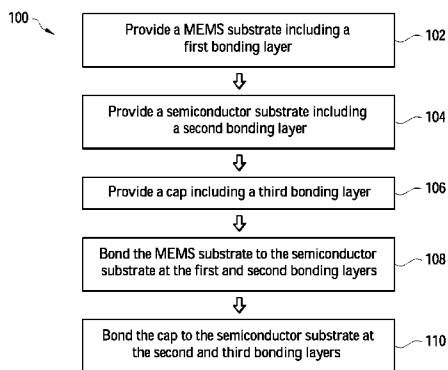 100
Provide a MEMS substrate including a
first bonding layer
102
Provide a semiconductor substrate including
a second bonding layer
104
Provide a cap including a third bonding layer
106
Bond the MEMS substrate to the semiconductor
substrate at the first and second bonding layers
108
Bond the cap to the semiconductor substrate at
the second and third bonding layers
110